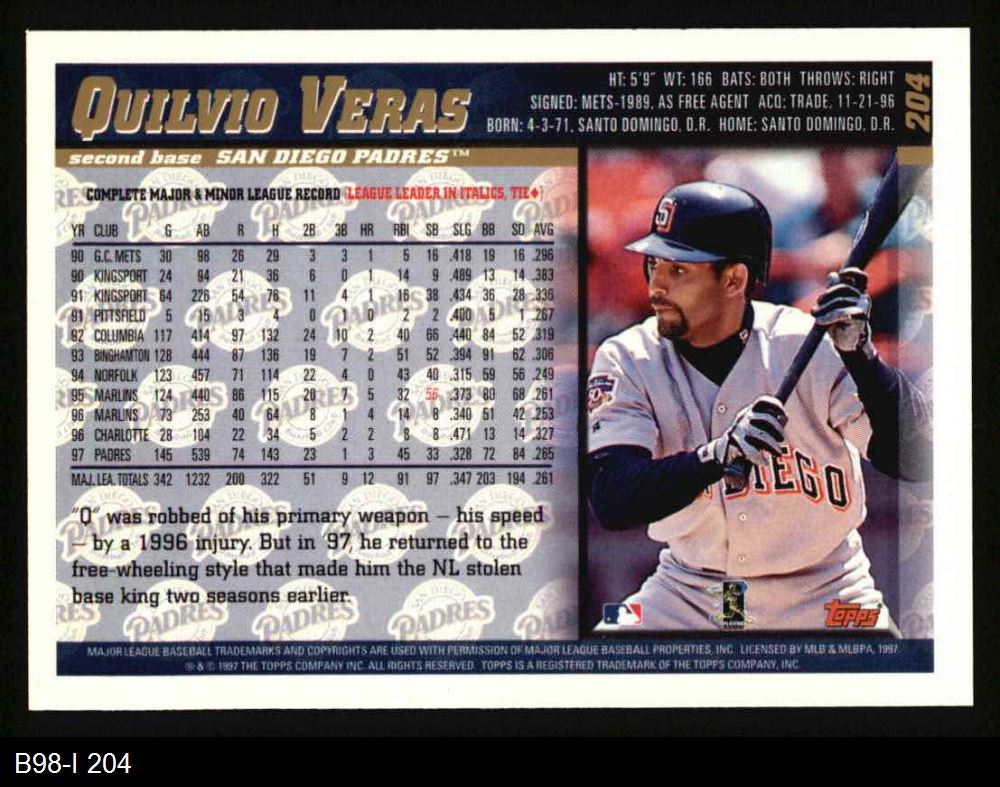 QUILVIO VERAS
HT: 5'9" WT: 166 BATS: BOTH THROWS: RIGHT
SIGNED: METS-1989, AS FREE AGENT ACQ: TRADE, 11-21-96
BORN: 4-3-71, SANTO DOMINGO, D.R. HOME: SANTO DOMINGO, D.R.
204
second base SAN DIEGO PADRES™
COMPLETE MAJOR & MINOR LEAGUE RECORD (LEAGUE LEADER IN ITALICS, TIE♦)
YR CLUB G AB R H 2B 3B HR RBI SB SLG BB SO AVG
90 G.C. METS 30 98 26 29 3 3 1 5 16 .418 19 16 .296
90 KINGSPORT 24 94 21 36 6 0 1 14 9 .489 13 14 .383
91 KINGSPORT 64 226 54 76 11 4 1 16 38 .434 36 28 .336
91 PITTSFIELD 5 15 3 4 0 1 0 2 2 .400 5 1 .267
92 COLUMBIA 117 414 97 132 24 10 2 40 66 .440 84 52 .319
93 BINGHAMTON 128 444 87 136 19 7 2 51 52 .394 91 62 .306
94 NORFOLK 123 457 71 114 22 4 0 43 40 .315 59 56 .249
95 MARLINS 124 440 86 115 20 7 5 32 56 .373 80 68 .261
96 MARLINS 73 253 40 64 8 1 4 14 8 .340 51 42 .253
96 CHARLOTTE 28 104 22 34 5 2 2 8 8 .471 13 14 .327
97 PADRES 145 539 74 143 23 1 3 45 33 .328 72 84 .265
MAJ. LEA. TOTALS 342 1232 200 322 51 9 12 91 97 .347 203 194 .261
"Q" was robbed of his primary weapon – his speed
– by a 1996 injury. But in '97, he returned to the
free-wheeling style that made him the NL stolen
base king two seasons earlier.
DIEGO
topps
MAJOR LEAGUE BASEBALL TRADEMARKS AND COPYRIGHTS ARE USED WITH PERMISSION OF MAJOR LEAGUE BASEBALL PROPERTIES, INC. LICENSED BY MLB & MLBPA, 1997
® & © 1997 THE TOPPS COMPANY INC. ALL RIGHTS RESERVED. TOPPS IS A REGISTERED TRADEMARK OF THE TOPPS COMPANY, INC.
B98-I 204